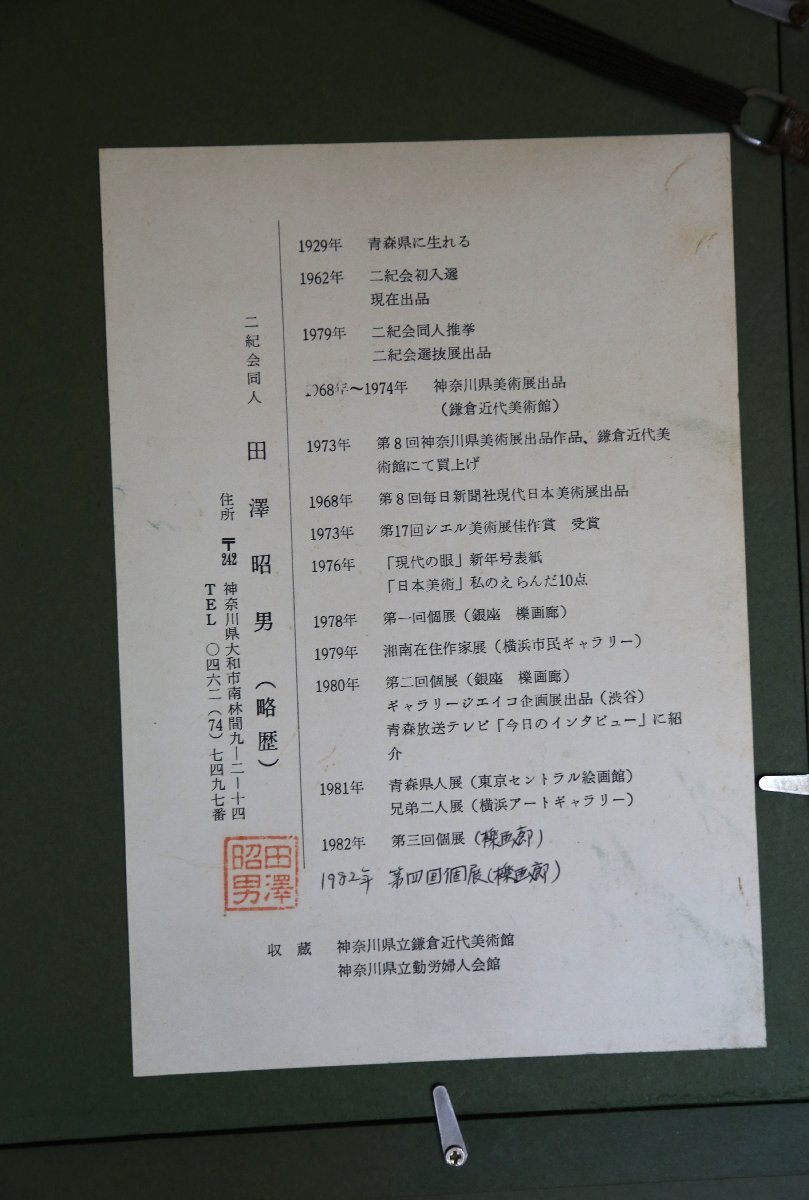 1929年 青森県に生れる
1962年 二紀会初入選
現在出品
1979年 二紀会同人推挙
二紀会選抜展出品
1968年〜1974年 神奈川県美術展出品
（鎌倉近代美術館）
1973年 第8回神奈川県美術展出品作品、鎌倉近代美
術館にて買上げ
1968年 第8回毎日新聞社現代日本美術展出品
1973年 第17回シエル美術展佳作賞 受賞
1976年 「現代の眼」新年号表紙
「日本美術」私のえらんだ10点
1978年 第一回個展（銀座 櫟画廊）
1979年 湘南在住作家展（横浜市民ギャラリー）
1980年 第二回個展（銀座 櫟画廊）
ギャラリージエイコ企画展出品（渋谷）
青森放送テレビ「今日のインタビュー」に紹
介
1981年 青森県人展（東京セントラル絵画館）
兄弟二人展（横浜アートギャラリー）
1982年 第三回個展（櫟画廊）
1982年 第四回個展（櫟画廊）
二紀会同人 田澤昭男（略歴）
住所 〒242 神奈川県大和市南林間九ー二ー十四
TEL 〇四六二（74）七四九七番
田澤
昭男
収蔵 神奈川県立鎌倉近代美術館
神奈川県立勤労婦人会館